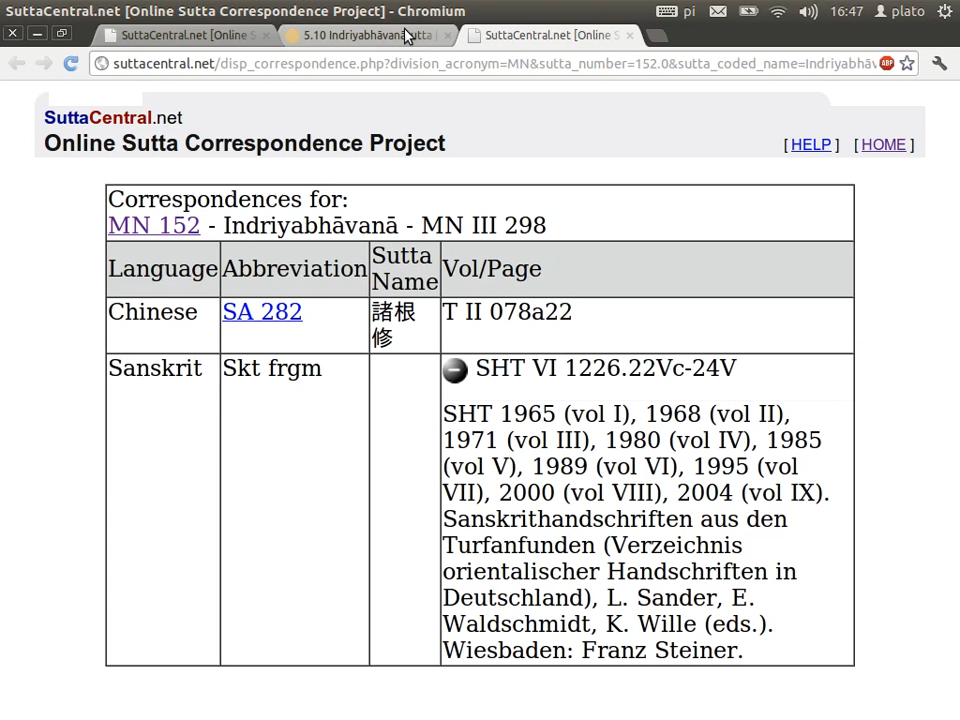 SuttaCentral.net [Online Sutta Correspondence Project] - Chromium
pi
16:47
plato
SuttaCentral.net [Online S
5.10 Indriyabhāvanāsutta |
SuttaCentral.net [Online S
suttacentral.net/disp_correspondence.php?division_acronym=MN&sutta_number=152.0&sutta_coded_name=Indriyabhāv
ABP
SuttaCentral.net
Online Sutta Correspondence Project
[ HELP ] [ HOME ]
Correspondences for:
MN 152 - Indriyabhāvanā - MN III 298
Language
Abbreviation
Sutta
Name
Vol/Page
Chinese
SA 282
諸根
修
T II 078a22
Sanskrit
Skt frgm
SHT VI 1226.22Vc-24V
SHT 1965 (vol I), 1968 (vol II),
1971 (vol III), 1980 (vol IV), 1985
(vol V), 1989 (vol VI), 1995 (vol
VII), 2000 (vol VIII), 2004 (vol IX).
Sanskrithandschriften aus den
Turfanfunden (Verzeichnis
orientalischer Handschriften in
Deutschland), L. Sander, E.
Waldschmidt, K. Wille (eds.).
Wiesbaden: Franz Steiner.